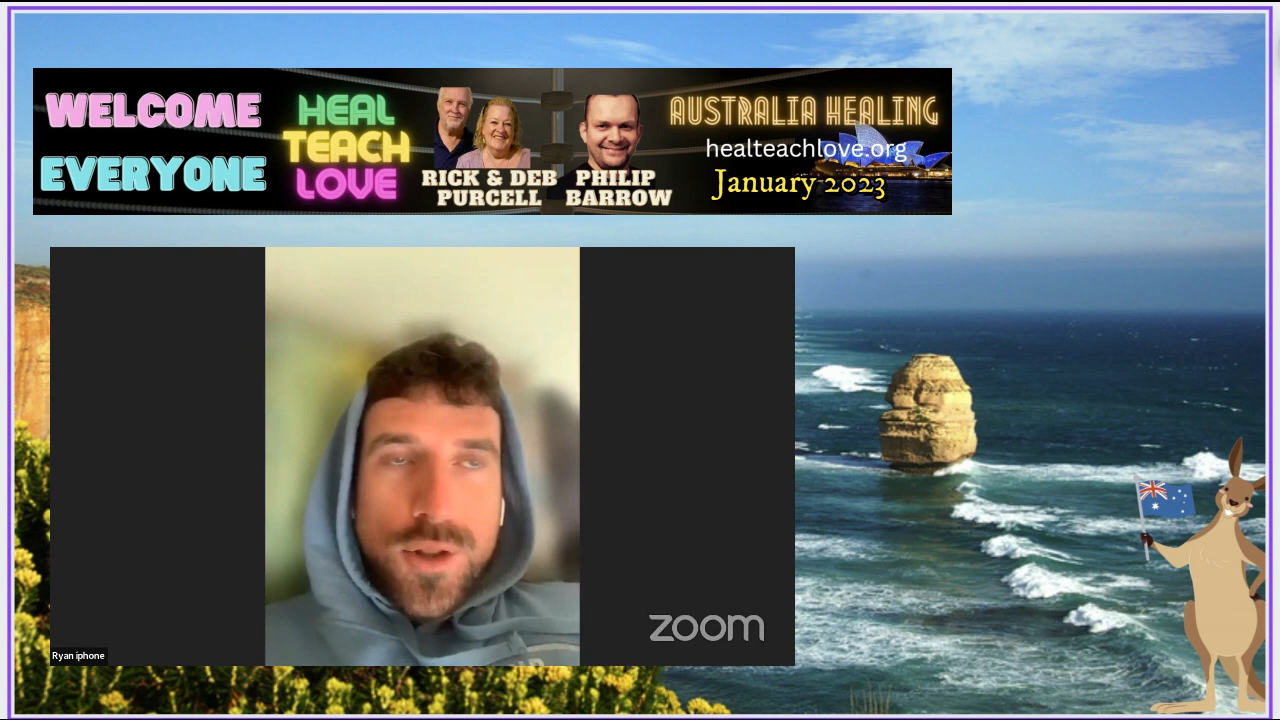 WELCOME
EVERYONE
HEAL
TEACH
LOVE
RICK & DEB
PURCELL
PHILIP
BARROW
AUSTRALIA HEALING
healteachlove.org
January 2023
zoom
Ryan iphone